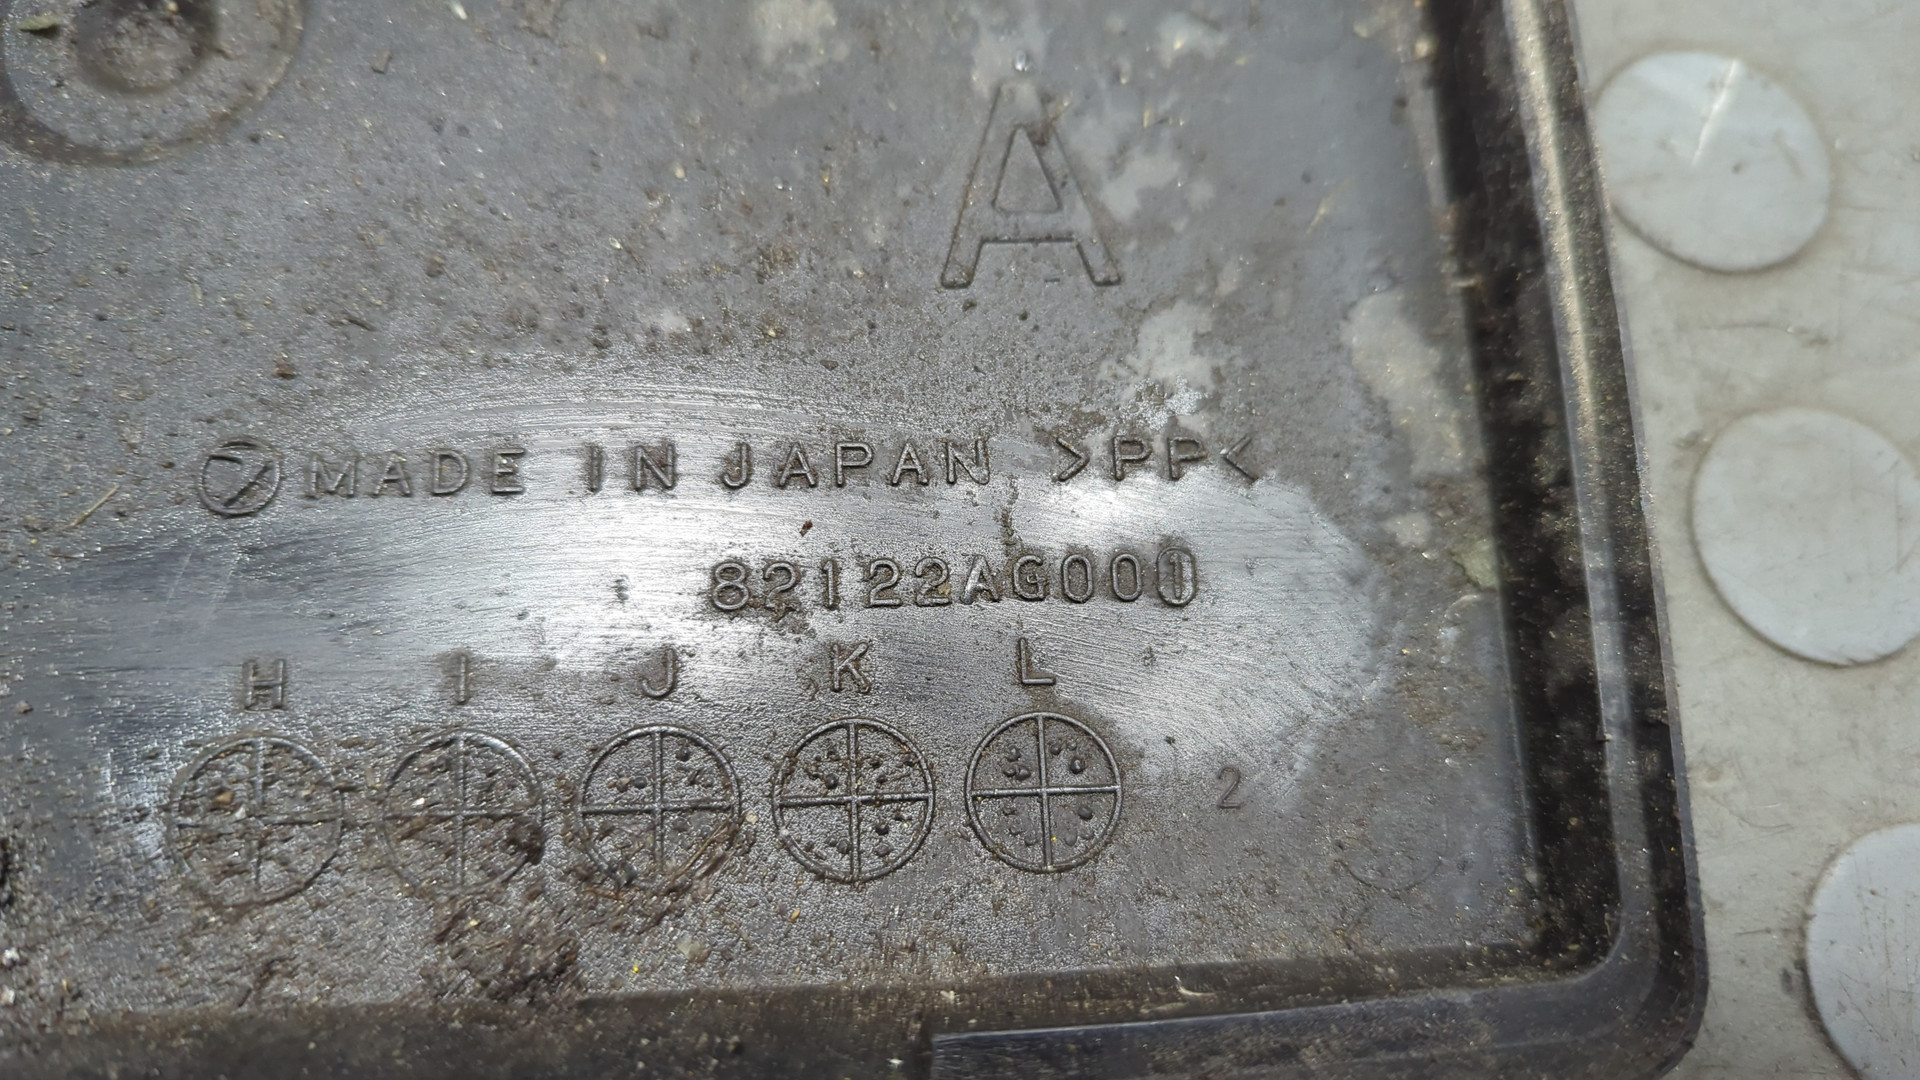 A
MADE IN JAPAN >PP<
82122AG001
H I J K L
2